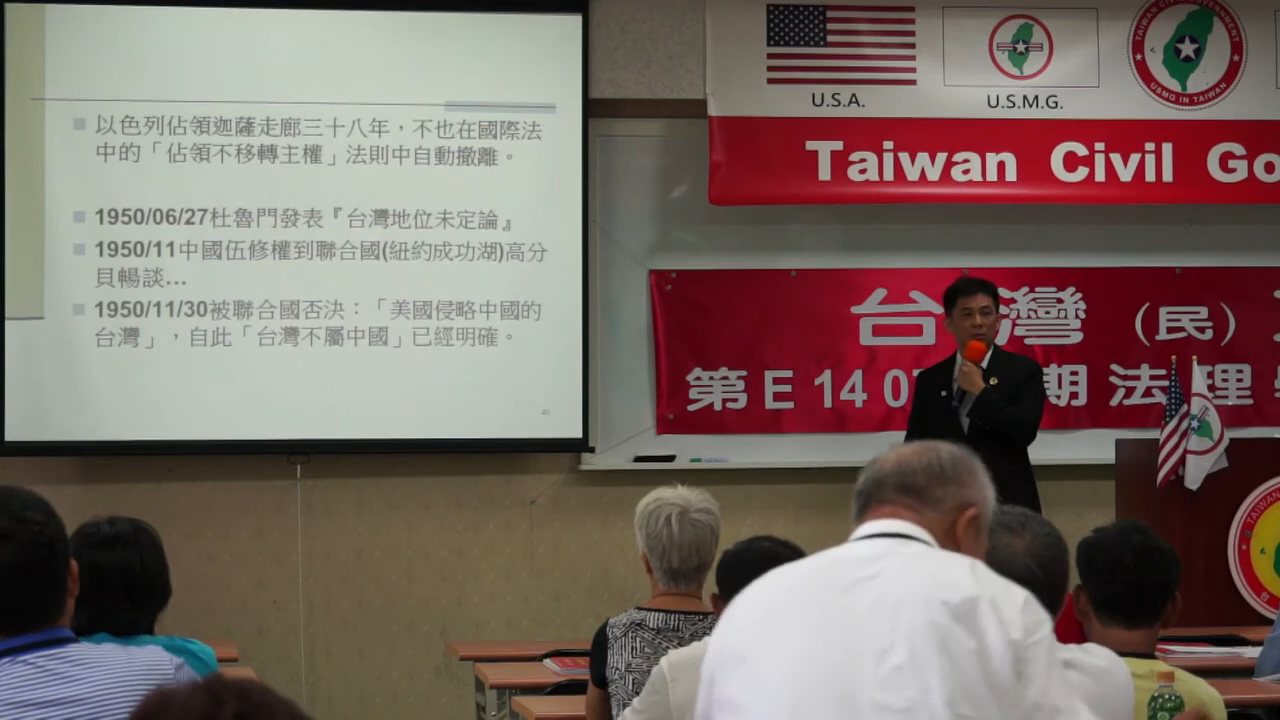 以色列佔領迦薩走廊三十八年，不也在國際法
中的「佔領不移轉主權」法則中自動撤離。
1950/06/27杜魯門發表『台灣地位未定論』
1950/11中國伍修權到聯合國(紐約成功湖)高分
貝暢談...
1950/11/30被聯合國否決：「美國侵略中國的
台灣」，自此「台灣不屬中國」已經明確。
40
U.S.A.
U.S.M.G.
TAIWAN CIVIL GOVERNMENT
USMG IN TAIWAN
Taiwan Civil Go
台灣（民）
第E 14 07 期法理
TAIWAN
台